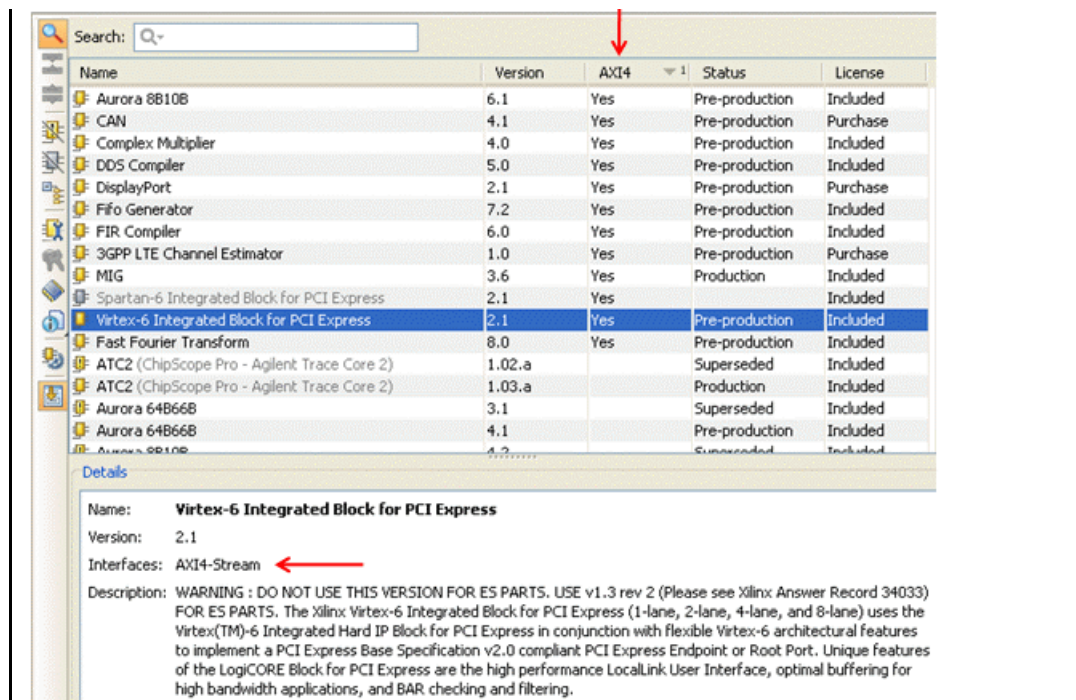 Search:
Name Version AXI4 1 Status License
Aurora 8B10B 6.1 Yes Pre-production Included
CAN 4.1 Yes Pre-production Purchase
Complex Multiplier 4.0 Yes Pre-production Included
DDS Compiler 5.0 Yes Pre-production Included
DisplayPort 2.1 Yes Pre-production Purchase
Fifo Generator 7.2 Yes Pre-production Included
FIR Compiler 6.0 Yes Pre-production Included
3GPP LTE Channel Estimator 1.0 Yes Pre-production Purchase
MIG 3.6 Yes Production Included
Spartan-6 Integrated Block for PCI Express 2.1 Yes Included
Virtex-6 Integrated Block for PCI Express 2.1 Yes Pre-production Included
Fast Fourier Transform 8.0 Yes Pre-production Included
ATC2 (ChipScope Pro - Agilent Trace Core 2) 1.02.a Superseded Included
ATC2 (ChipScope Pro - Agilent Trace Core 2) 1.03.a Production Included
Aurora 64B66B 3.1 Superseded Included
Aurora 64B66B 4.1 Pre-production Included
Aurora 8B10B Superseded Included
Details
Name: Virtex-6 Integrated Block for PCI Express
Version: 2.1
Interfaces: AXI4-Stream
Description: WARNING : DO NOT USE THIS VERSION FOR ES PARTS. USE v1.3 rev 2 (Please see Xilinx Answer Record 34033)
FOR ES PARTS. The Xilinx Virtex-6 Integrated Block for PCI Express (1-lane, 2-lane, 4-lane, and 8-lane) uses the
Virtex(TM)-6 Integrated Hard IP Block for PCI Express in conjunction with flexible Virtex-6 architectural features
to implement a PCI Express Base Specification v2.0 compliant PCI Express Endpoint or Root Port. Unique features
of the LogiCORE Block for PCI Express are the high performance LocalLink User Interface, optimal buffering for
high bandwidth applications, and BAR checking and filtering.